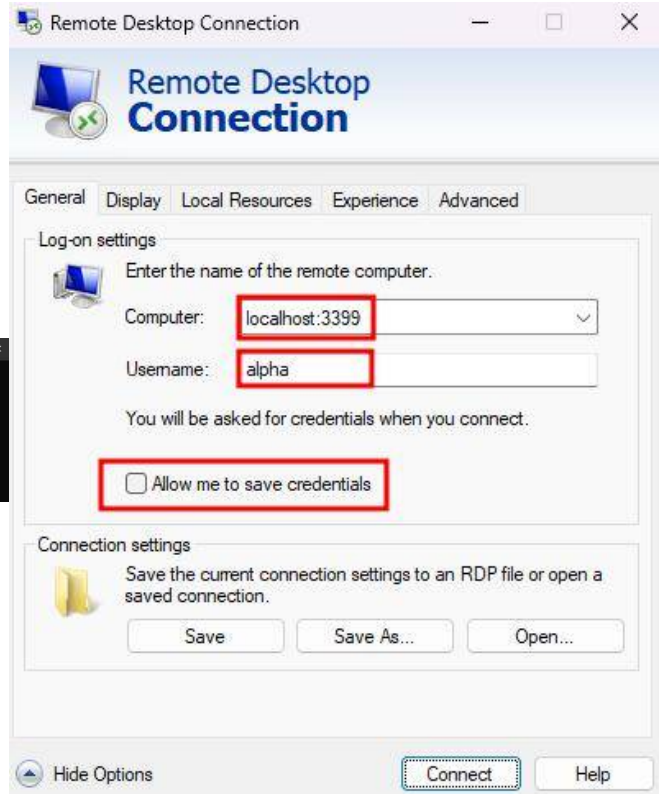 Remote Desktop Connection
Remote Desktop
Connection
General Display Local Resources Experience Advanced
Log-on settings
Enter the name of the remote computer.
Computer: localhost:3399
Username: alpha
You will be asked for credentials when you connect.
Allow me to save credentials
Connection settings
Save the current connection settings to an RDP file or open a
saved connection.
Save Save As... Open...
Hide Options Connect Help